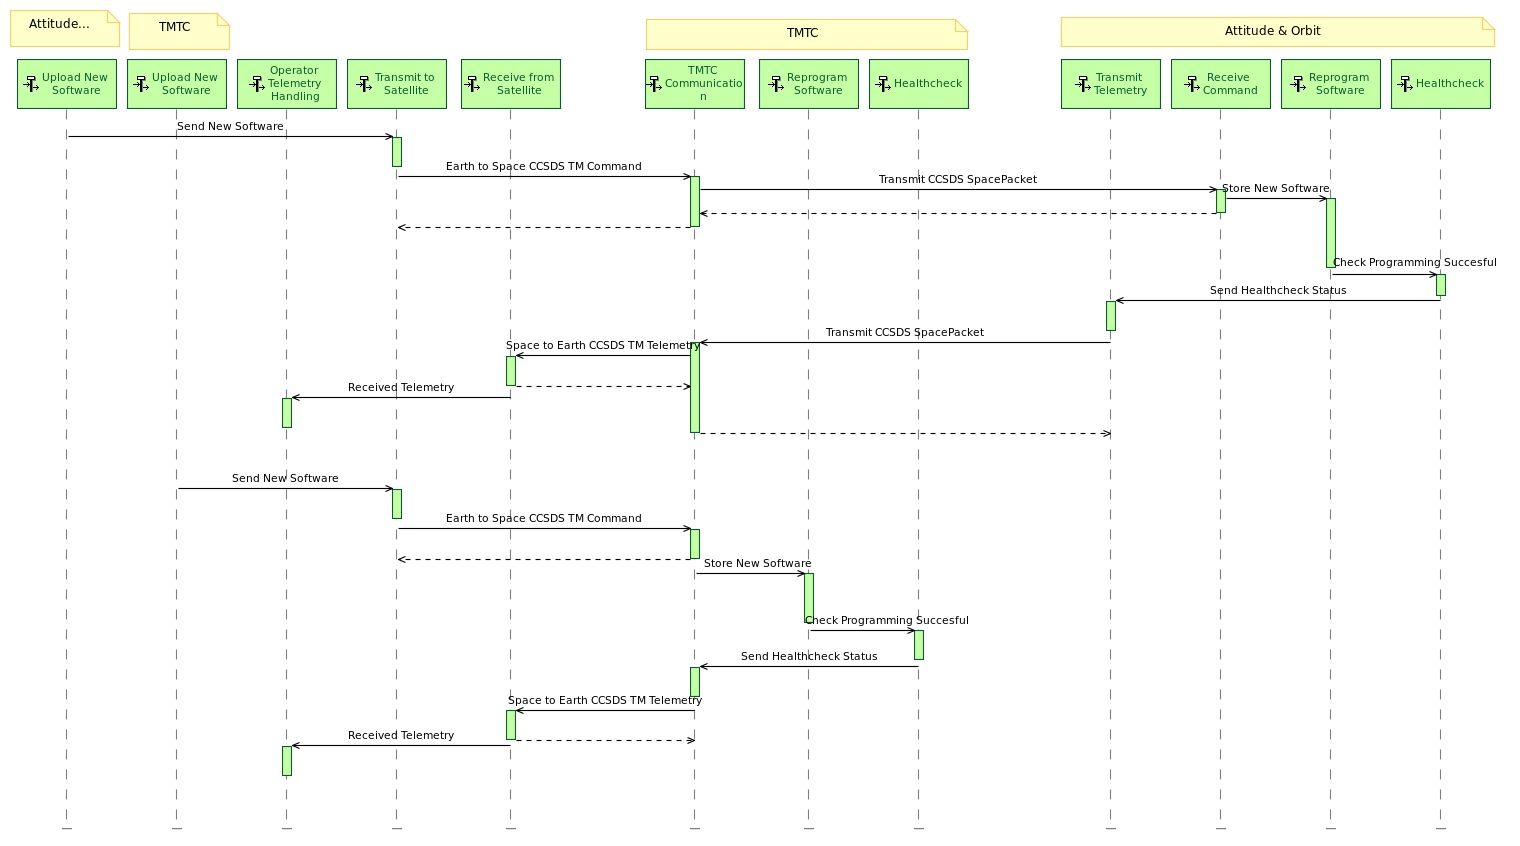 Attitude...
TMTC
TMTC
Attitude & Orbit
Upload New
Software
Upload New
Software
Operator
Telemetry
Handling
Transmit to
Satellite
Receive from
Satellite
TMTC
Communicatio
n
Reprogram
Software
Healthcheck
Transmit
Telemetry
Receive
Command
Reprogram
Software
Healthcheck
Send New Software
Earth to Space CCSDS TM Command
Transmit CCSDS SpacePacket
Store New Software
Check Programming Succesful
Send Healthcheck Status
Transmit CCSDS SpacePacket
Space to Earth CCSDS TM Telemetry
Received Telemetry
Send New Software
Earth to Space CCSDS TM Command
Store New Software
Check Programming Succesful
Send Healthcheck Status
Space to Earth CCSDS TM Telemetry
Received Telemetry